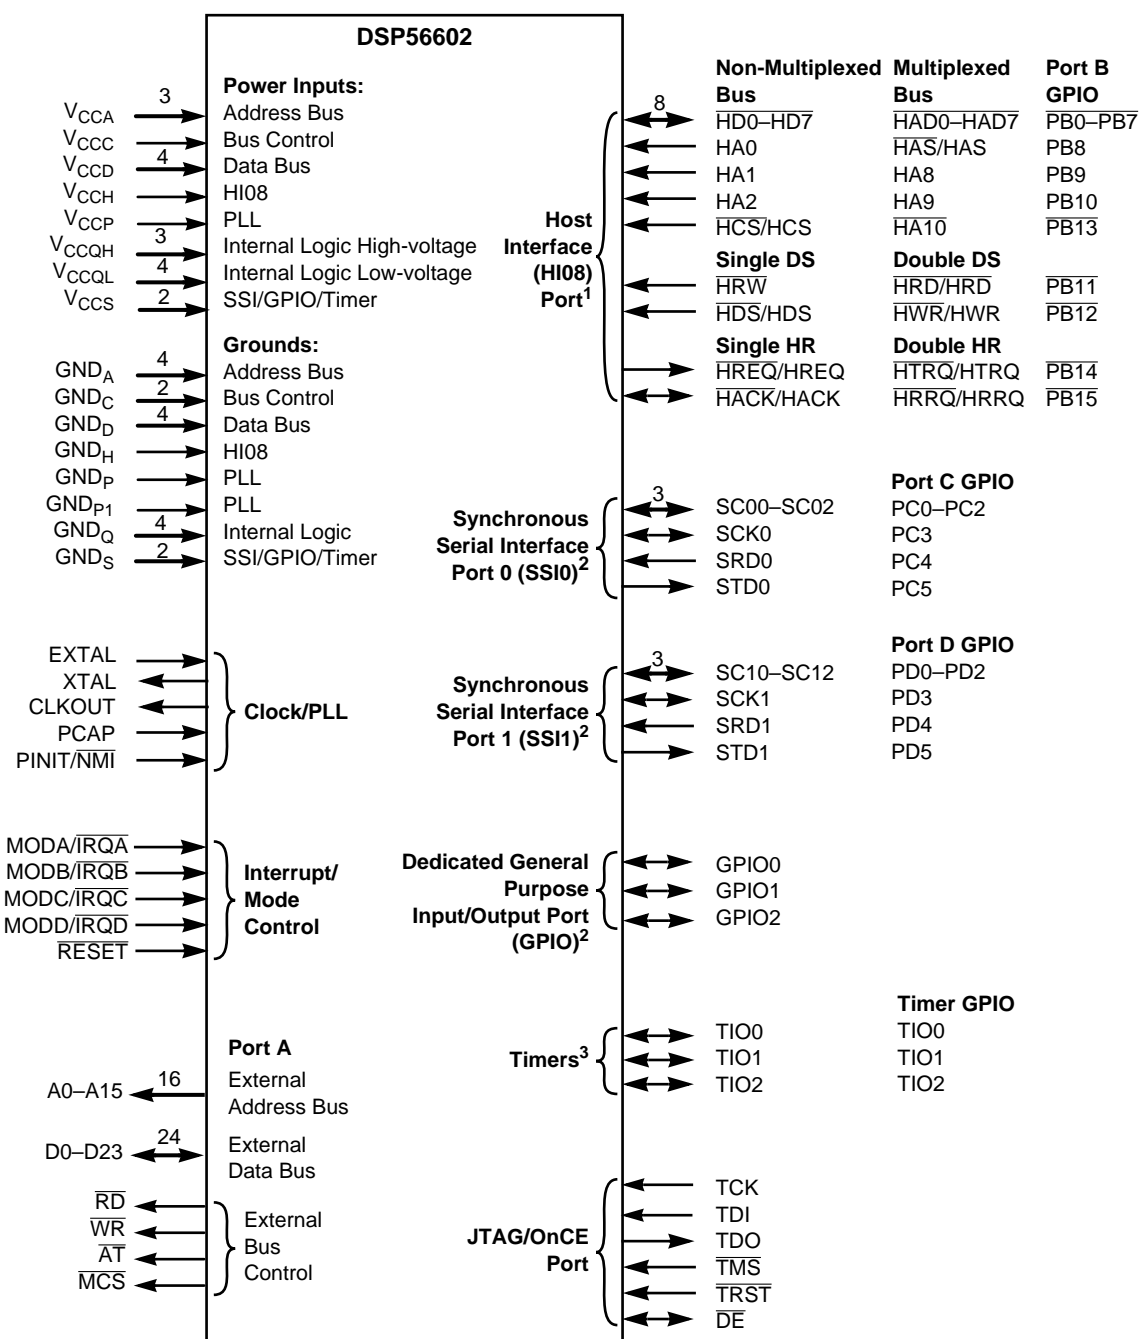 DSP56602
Power Inputs:
VCCA 3 Address Bus
VCCC Bus Control
VCCD 4 Data Bus
VCCH HI08
VCCP PLL
VCCQH 3 Internal Logic High-voltage
VCCQL 4 Internal Logic Low-voltage
VCCS 2 SSI/GPIO/Timer
Grounds:
GNDA 4 Address Bus
GNDC 2 Bus Control
GNDD 4 Data Bus
GNDH HI08
GNDP PLL
GNDP1 PLL
GNDQ 4 Internal Logic
GNDS 2 SSI/GPIO/Timer
EXTAL
XTAL
CLKOUT
PCAP
PINIT/NMI
Clock/PLL
MODA/IRQA
MODB/IRQB
MODC/IRQC
MODD/IRQD
RESET
Interrupt/
Mode
Control
Port A
A0–A15 16 External
Address Bus
D0–D23 24 External
Data Bus
RD
WR
AT
MCS
External
Bus
Control
Host
Interface
(HI08)
Port1
Non-Multiplexed Multiplexed Port B
Bus Bus GPIO
8 HD0–HD7 HAD0–HAD7 PB0–PB7
HA0 HAS/HAS PB8
HA1 HA8 PB9
HA2 HA9 PB10
HCS/HCS HA10 PB13
Single DS Double DS
HRW HRD/HRD PB11
HDS/HDS HWR/HWR PB12
Single HR Double HR
HREQ/HREQ HTRQ/HTRQ PB14
HACK/HACK HRRQ/HRRQ PB15
Synchronous
Serial Interface
Port 0 (SSI0)2
Port C GPIO
3 SC00–SC02 PC0–PC2
SCK0 PC3
SRD0 PC4
STD0 PC5
Synchronous
Serial Interface
Port 1 (SSI1)2
Port D GPIO
3 SC10–SC12 PD0–PD2
SCK1 PD3
SRD1 PD4
STD1 PD5
Dedicated General
Purpose
Input/Output Port
(GPIO)2
GPIO0
GPIO1
GPIO2
Timers3
Timer GPIO
TIO0 TIO0
TIO1 TIO1
TIO2 TIO2
JTAG/OnCE
Port
TCK
TDI
TDO
TMS
TRST
DE